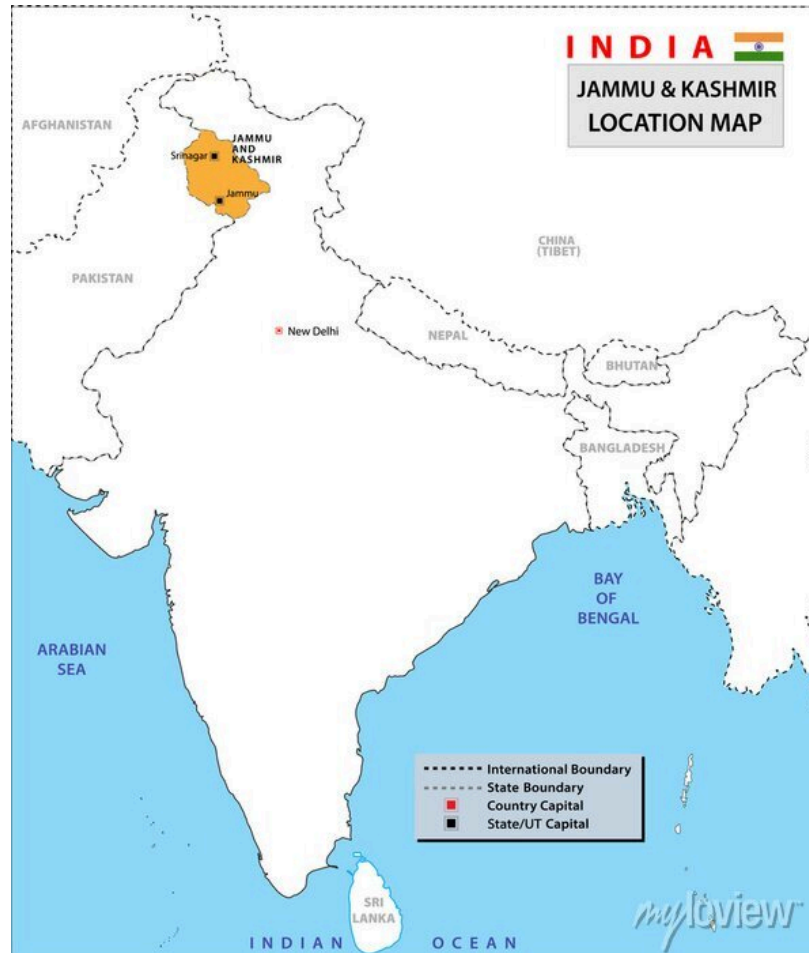 INDIA
JAMMU & KASHMIR
LOCATION MAP
AFGHANISTAN
JAMMU
AND
KASHMIR
Srinagar
Jammu
CHINA
(TIBET)
PAKISTAN
New Delhi
NEPAL
BHUTAN
BANGLADESH
BAY
OF
BENGAL
ARABIAN
SEA
International Boundary
State Boundary
Country Capital
State/UT Capital
SRI
LANKA
INDIAN OCEAN
myloview